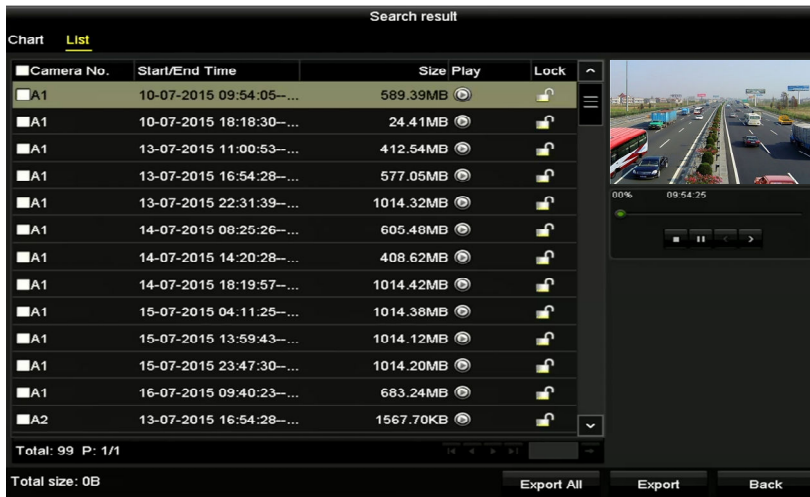 Search result
Chart List
Camera No. Start/End Time Size Play Lock
A1 10-07-2015 09:54:05--... 589.39MB
A1 10-07-2015 18:18:30--... 24.41MB
A1 13-07-2015 11:00:53--... 412.54MB
A1 13-07-2015 16:54:28--... 577.05MB
A1 13-07-2015 22:31:39--... 1014.32MB
A1 14-07-2015 08:25:26--... 605.48MB
A1 14-07-2015 14:20:28--... 408.62MB
A1 14-07-2015 18:19:57--... 1014.42MB
A1 15-07-2015 04:11:25--... 1014.38MB
A1 15-07-2015 13:59:43--... 1014.12MB
A1 15-07-2015 23:47:30--... 1014.20MB
A1 16-07-2015 09:40:23--... 683.24MB
A2 13-07-2015 16:54:28--... 1567.70KB
00% 09:54:25
Total: 99 P: 1/1
Total size: 0B
Export All Export Back